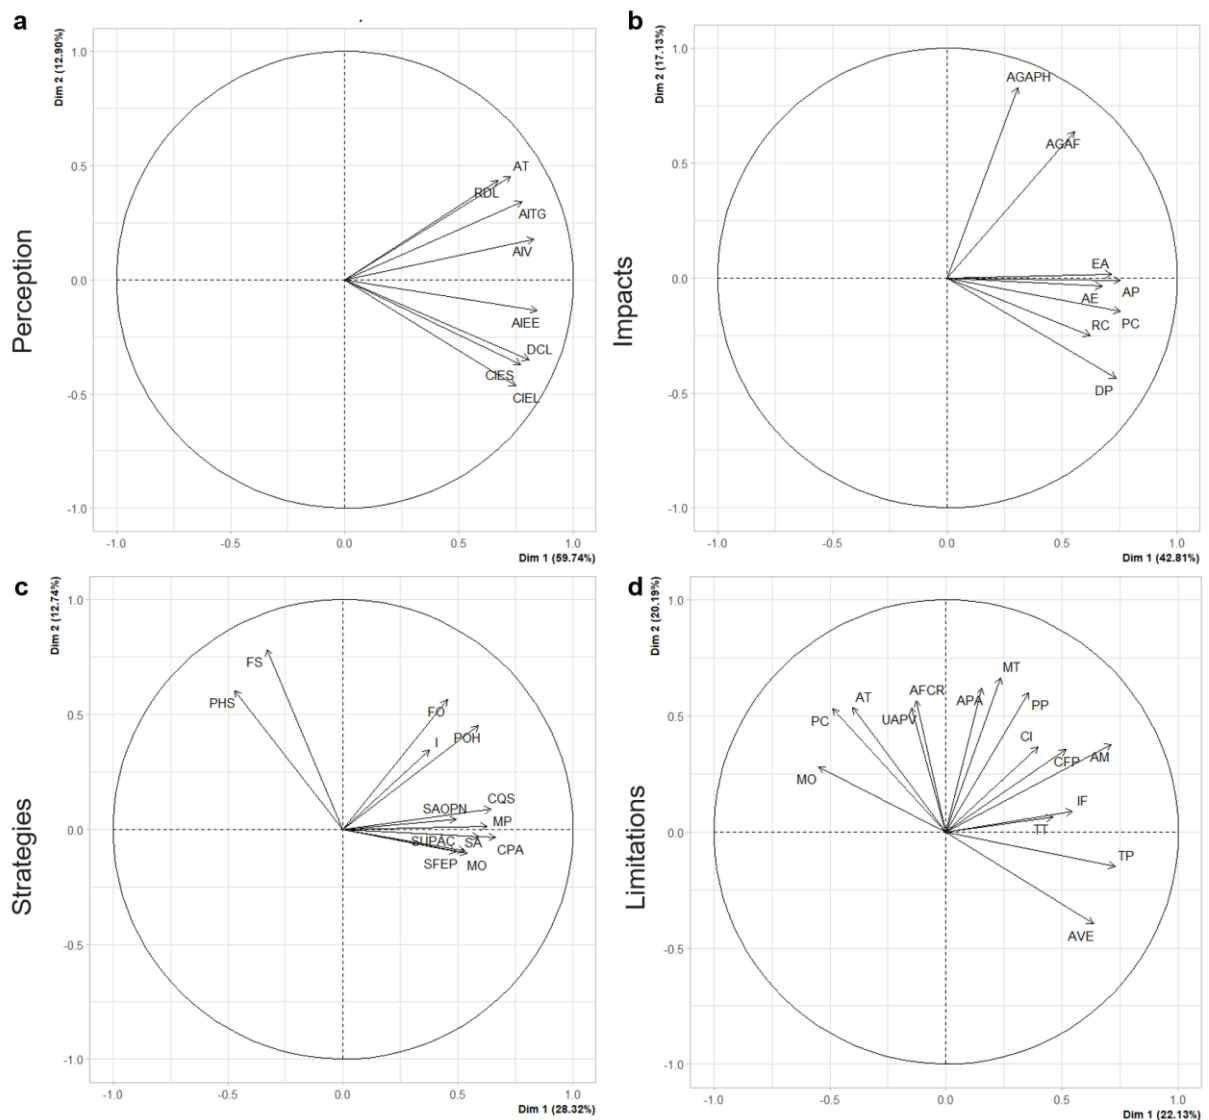 a
Perception
Dim 2 (12.90%)
1.0
0.5
0.0
-0.5
-1.0
AT
RDL
AITG
AIV
AIEE
DCL
CIES
CIEL
-1.0 -0.5 0.0 0.5 1.0
Dim 1 (59.74%)
b
Impacts
Dim 2 (17.13%)
1.0
0.5
0.0
-0.5
-1.0
AGAPH
AGAF
EA
AE AP
RC PC
DP
-1.0 -0.5 0.0 0.5 1.0
Dim 1 (42.81%)
c
Strategies
Dim 2 (12.74%)
1.0
0.5
0.0
-0.5
-1.0
FS
PHS
FO
POH
I
SAOPN CQS
MP
SUPAC SA CPA
SFEP MO
-1.0 -0.5 0.0 0.5 1.0
Dim 1 (28.32%)
d
Limitations
Dim 2 (20.19%)
1.0
0.5
0.0
-0.5
-1.0
MT
AT AFCR APA PP
PC UAPV
CI
CFP AM
MO
IF
TT
TP
AVE
-1.0 -0.5 0.0 0.5 1.0
Dim 1 (22.13%)